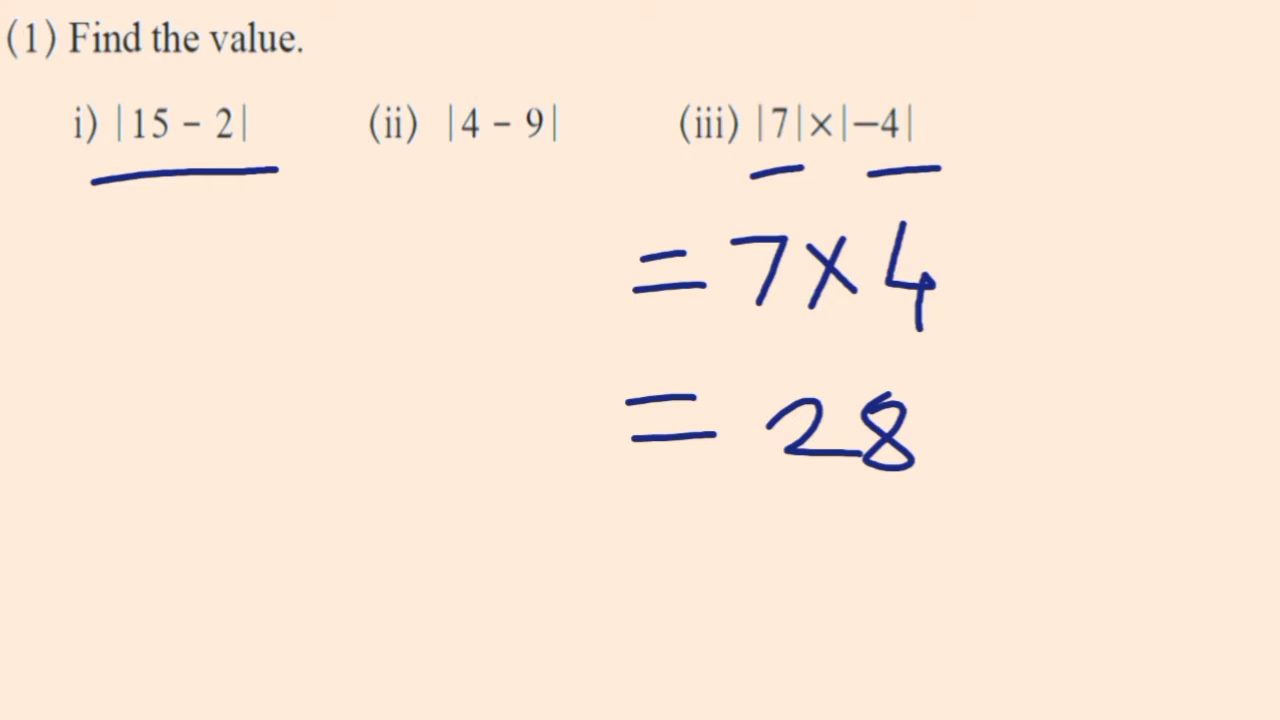 (1) Find the value.
i) |15 − 2| (ii) |4 − 9| (iii) |7|×|−4|
= 7 × 4
= 28